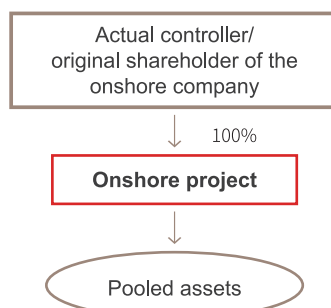 Actual controller/
original shareholder of the
onshore company
100%
Onshore project
Pooled assets